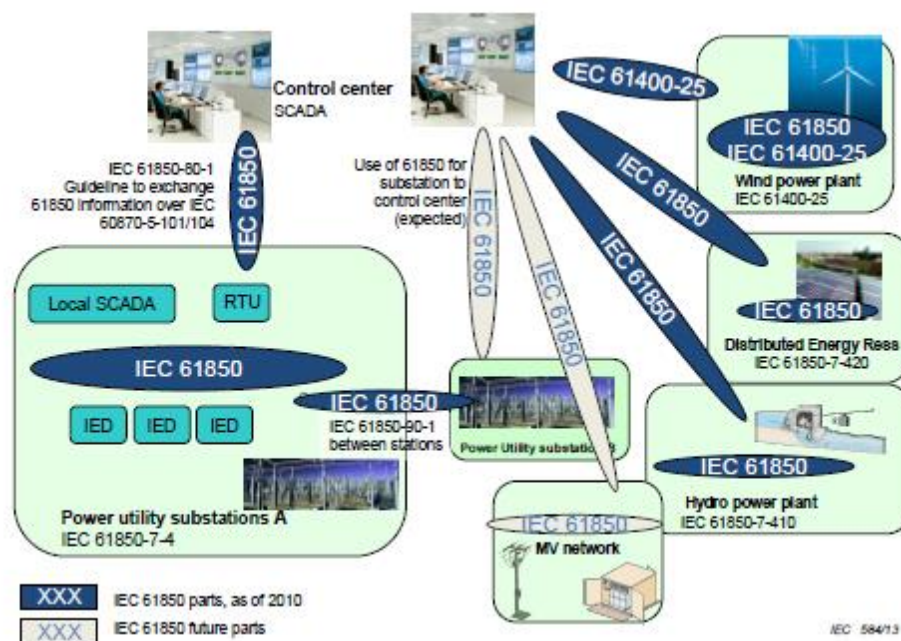 Control center
SCADA
IEC 61850-80-1
Guideline to exchange
61850 information over IEC
60870-5-101/104
IEC 61850
Use of 61850 for
substation to
control center
(expected)
IEC 61850
IEC 61850
IEC 61400-25
IEC 61850
IEC 61850
IEC 61850
IEC 61400-25
Wind power plant
IEC 61400-25
IEC 61850
Distributed Energy Ress
IEC 61850-7-420
IEC 61850
Hydro power plant
IEC 61850-7-410
Local SCADA
RTU
IEC 61850
IED
IED
IED
Power utility substations A
IEC 61850-7-4
IEC 61850
IEC 61850-90-1
between stations
Power Utility substations B
IEC 61850
MV network
XXX
IEC 61850 parts, as of 2010
XXX
IEC 61850 future parts
IEC 584/13